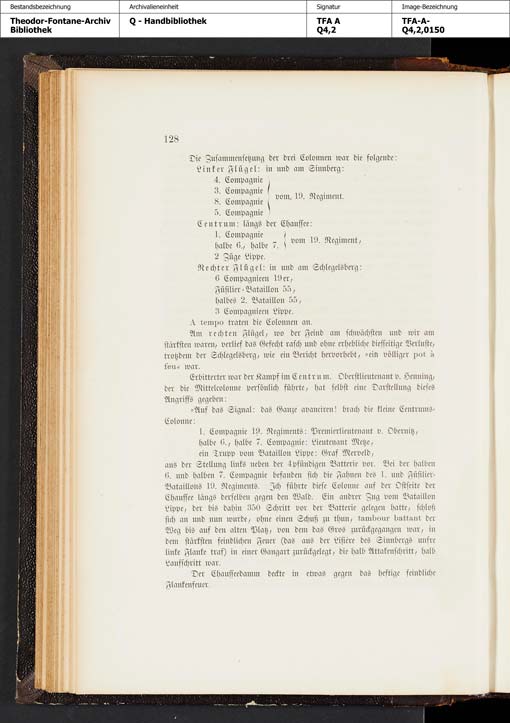 Bestandsbezeichnung Archivalieneinheit Signatur Image-Bezeichnung
Theodor-Fontane-Archiv Q - Handbibliothek TFA A TFA-A-
Bibliothek Q4,2 Q4,2,0150
128
Die Zusammensetzung der drei Colonnen war die folgende:
Linker Flügel: in und am Sinnberg:
4. Compagnie
3. Compagnie
vom 19. Regiment.
8. Compagnie
5. Compagnie
Centrum: längs der Chaussee:
1. Compagnie
vom 19. Regiment,
halbe 6., halbe 7.
2 Züge Lippe.
Rechter Flügel: in und am Schlegelsberg:
6 Compagnieen 19er,
Füsilier-Bataillon 55,
halbes 2. Bataillon 55,
3 Compagnieen Lippe.
A tempo traten die Colonnen an.
Am rechten Flügel, wo der Feind am schwächsten und wir am
stärksten waren, verlief das Gefecht rasch und ohne erhebliche diesseitige Verluste,
trotzdem der Schlegelsberg, wie ein Bericht hervorhebt, »ein völliger pot à
feu« war.
Erbitterter war der Kampf im Centrum. Oberstlieutenant v. Henning,
der die Mittelcolonne persönlich führte, hat selbst eine Darstellung dieses
Angriffs gegeben:
»Auf das Signal: das Ganze avanciren! brach die kleine Centrums-
Colonne:
1. Compagnie 19. Regiments: Premierlieutenant v. Obernitz,
halbe 6., halbe 7. Compagnie: Lieutenant Metze,
ein Trupp vom Bataillon Lippe: Graf Merveld,
aus der Stellung links neben der 4pfündigen Batterie vor. Bei der halben
6. und halben 7. Compagnie befanden sich die Fahnen des 1. und Füsilier-
Bataillons 19. Regiments. Ich führte diese Colonne auf der Ostseite der
Chaussee längs derselben gegen den Wald. Ein andrer Zug vom Bataillon
Lippe, der bis dahin 350 Schritt vor der Batterie gelegen hatte, schloß
sich an und nun wurde, ohne einen Schuß zu thun, tambour battant der
Weg bis auf den alten Platz, von dem das Gros zurückgegangen war, in
dem stärksten feindlichen Feuer (das aus der Lisière des Sinnbergs unsre
linke Flanke traf) in einer Gangart zurückgelegt, die halb Attakenschritt, halb
Laufschritt war.
Der Chausseedamm deckte in etwas gegen das heftige feindliche
Flankenfeuer.